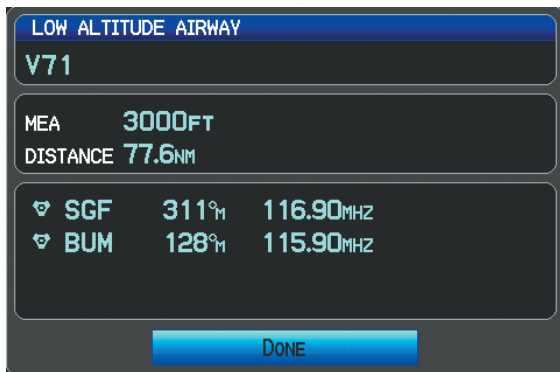 LOW ALTITUDE AIRWAY
V71
MEA 3000FT
DISTANCE 77.6NM
SGF 311°M 116.90MHZ
BUM 128°M 115.90MHZ
DONE